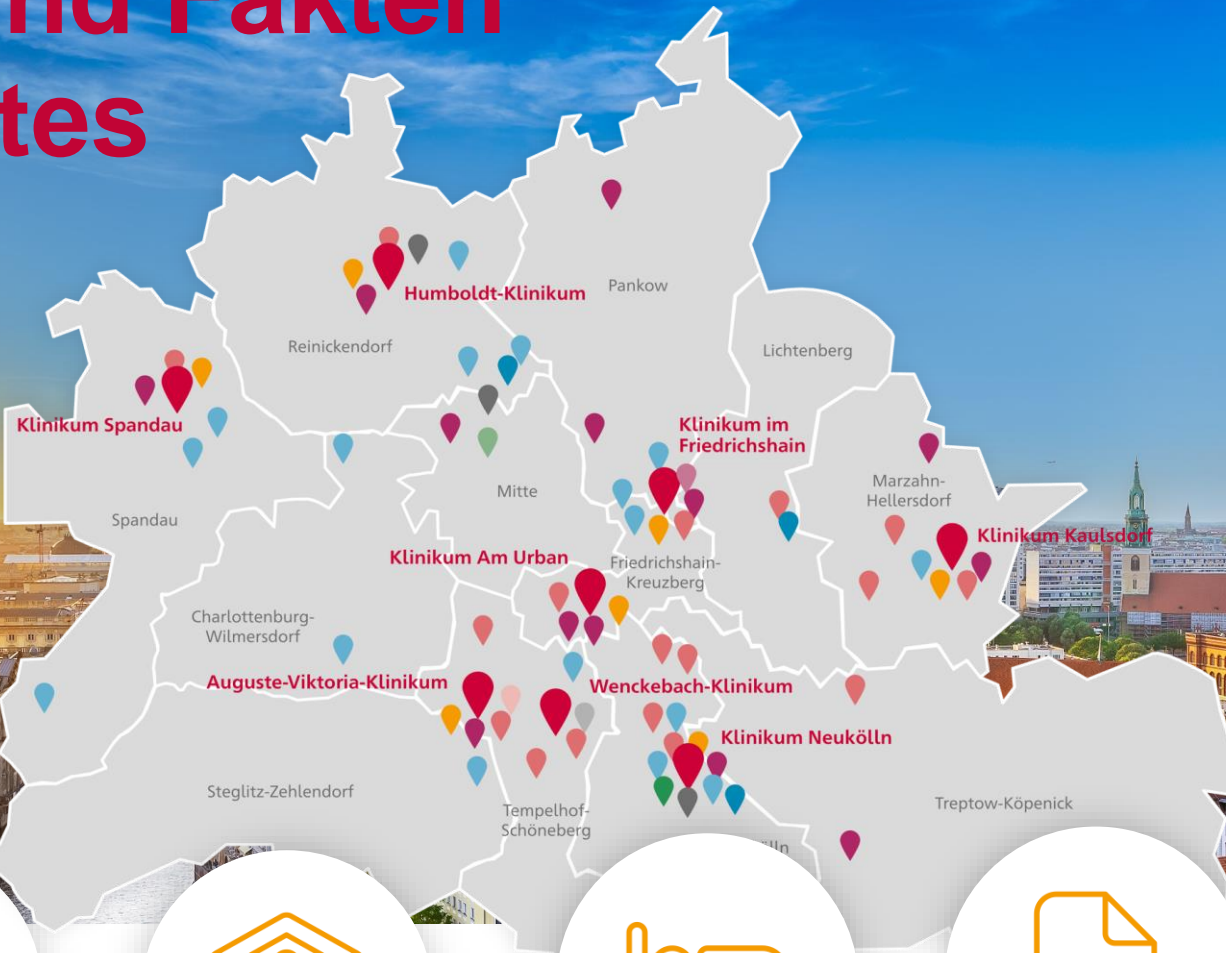 Fakten
Pankow
Humboldt-Klinikum
Reinickendorf
Lichtenberg
Klinikum Spandau
Klinikum im
Friedrichshain
Marzahn-
Hellersdorf
Mitte
Spandau
Klinikum Kaulsdorf
Klinikum Am Urban
Friedrichshain-
Kreuzberg
Charlottenburg-
Wilmersdorf
Auguste-Viktoria-Klinikum
Wenckebach-Klinikum
Klinikum Neukölln
Steglitz-Zehlendorf
Treptow-Köpenick
Tempelhof-
Schöneberg